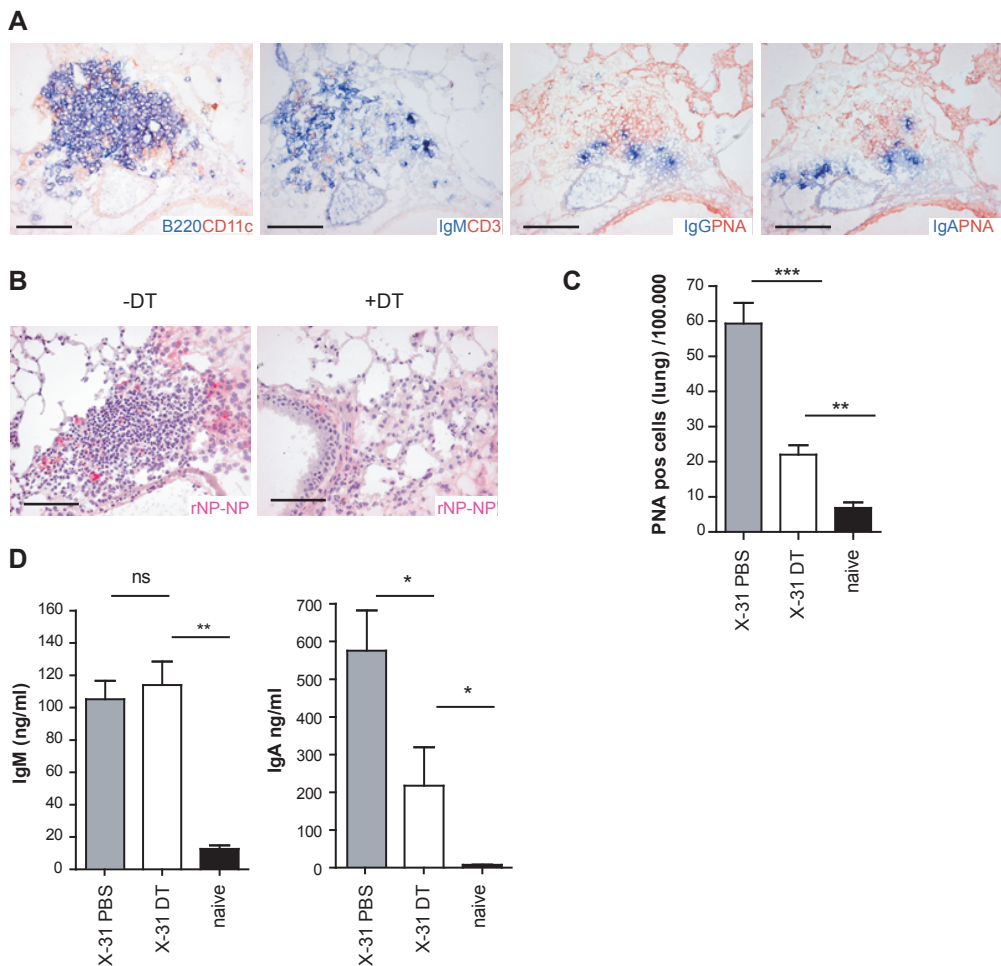 A
B220CD11c
IgMCD3
IgGPNA
IgAPNA
B
-DT
+DT
rNP-NP
rNP-NP
C
PNA pos cells (lung) /100.000
70
60
50
40
30
20
10
0
***
**
X-31 PBS
X-31 DT
naive
D
IgM (ng/ml)
160
140
120
100
80
60
40
20
0
ns
**
X-31 PBS
X-31 DT
naive
IgA ng/ml
700
600
500
400
300
200
100
0
*
*
X-31 PBS
X-31 DT
naive